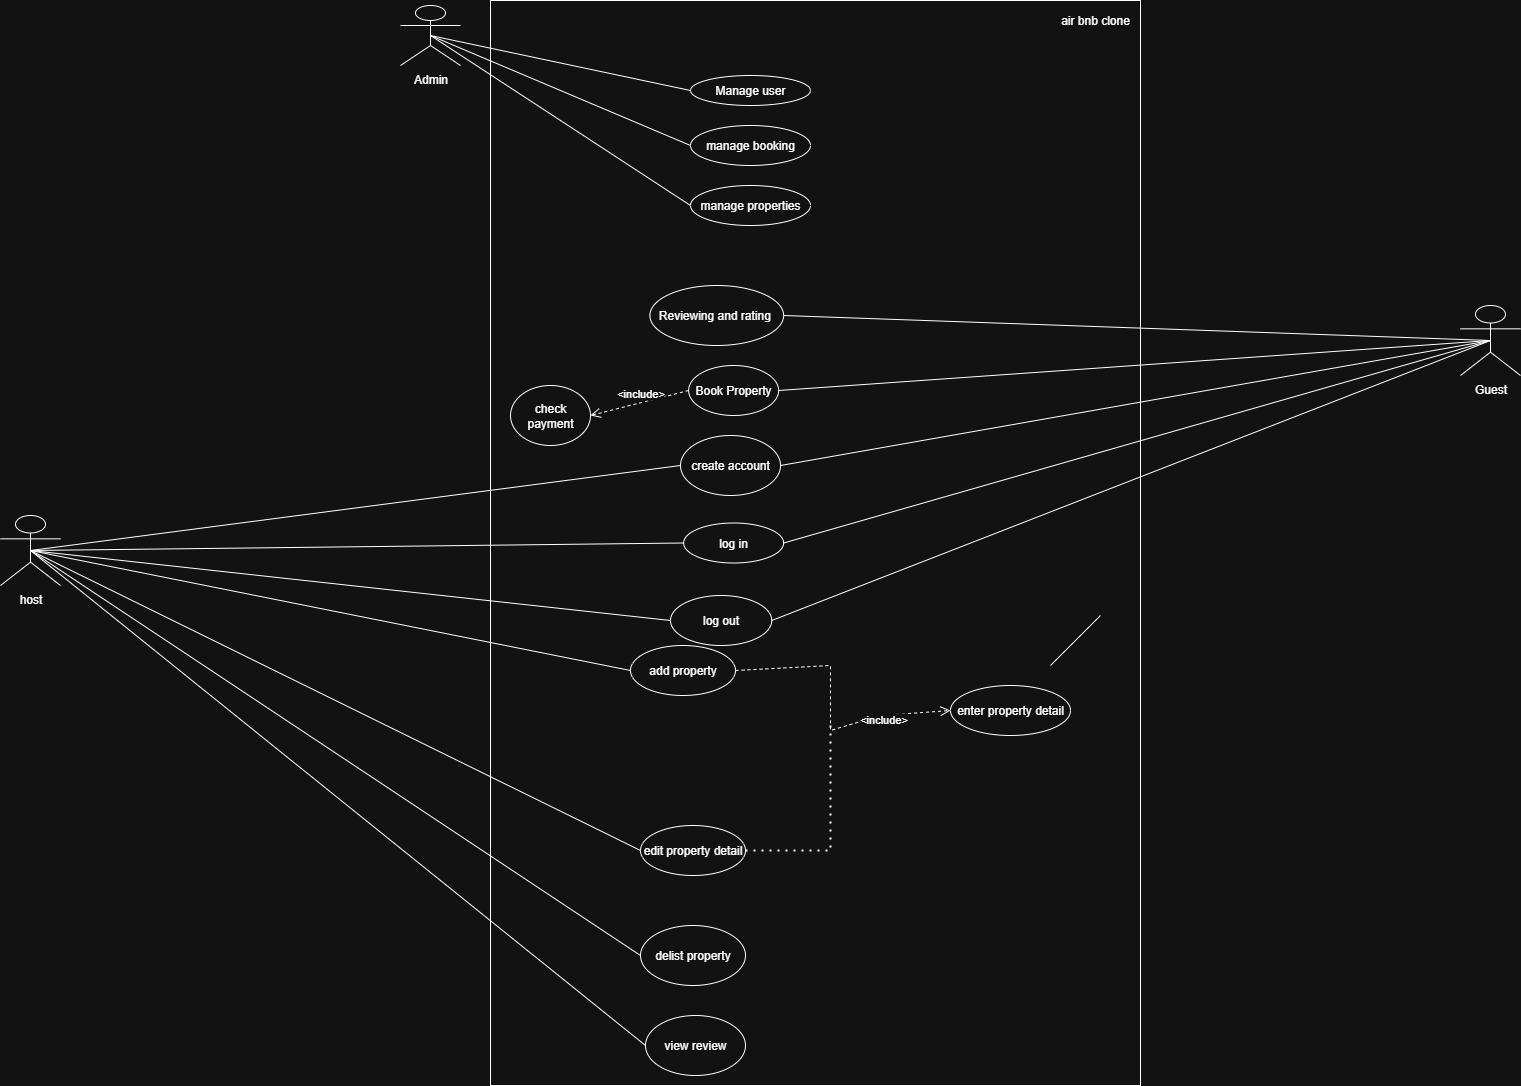 air bnb clone
Admin
Manage user
manage booking
manage properties
Reviewing and rating
Book Property
<include>
check
payment
Guest
create account
log in
host
log out
add property
enter property detail
<include>
edit property detail
delist property
view review